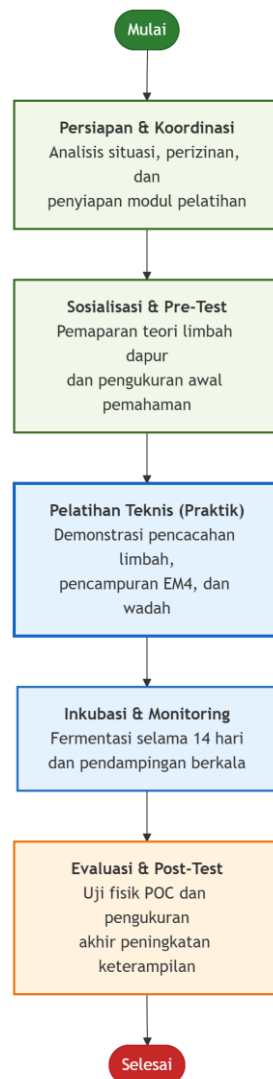 Mulai
Persiapan & Koordinasi
Analisis situasi, perizinan,
dan
penyiapan modul pelatihan
Sosialisasi & Pre-Test
Pemaparan teori limbah
dapur
dan pengukuran awal
pemahaman
Pelatihan Teknis (Praktik)
Demonstrasi pencacahan
limbah,
pencampuran EM4, dan
wadah
Inkubasi & Monitoring
Fermentasi selama 14 hari
dan pendampingan berkala
Evaluasi & Post-Test
Uji fisik POC dan
pengukuran
akhir peningkatan
keterampilan
Selesai